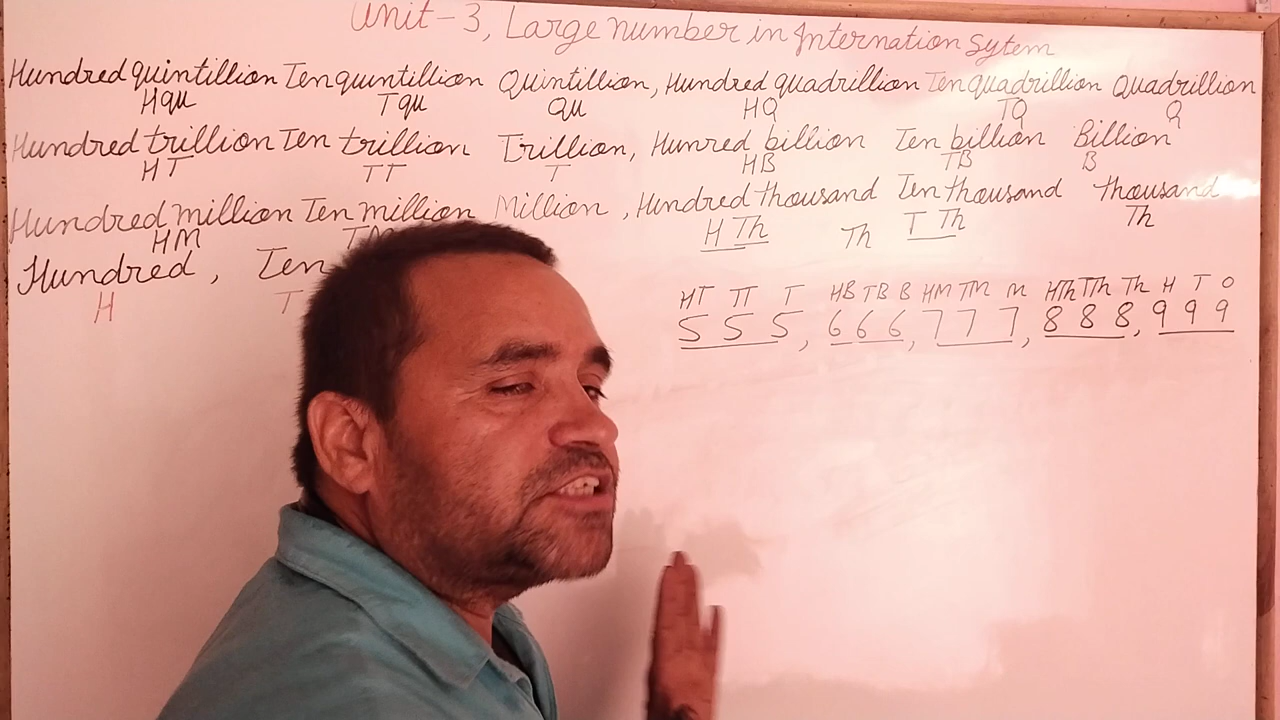 Unit-3, Large number in Internation Sytem
Hundred quintillion Ten quintillion Quintillion, Hundred quadrillion Ten quadrillion Quadrillion
Hqu Tqu Qu HQ TQ Q
Hundred trillion Ten trillion Trillion, Hunred billion Ten billion Billion
HT TT T HB TB B
Hundred million Ten million Million, Hundred thousand Ten thousand thousand
HM TM H Th Th T Th Th
Hundred, Ten
H T
HT TT T HB TB B HM TM M HTh TTh Th H T O
5 5 5, 6 6 6, 7 7 7, 8 8 8, 9 9 9